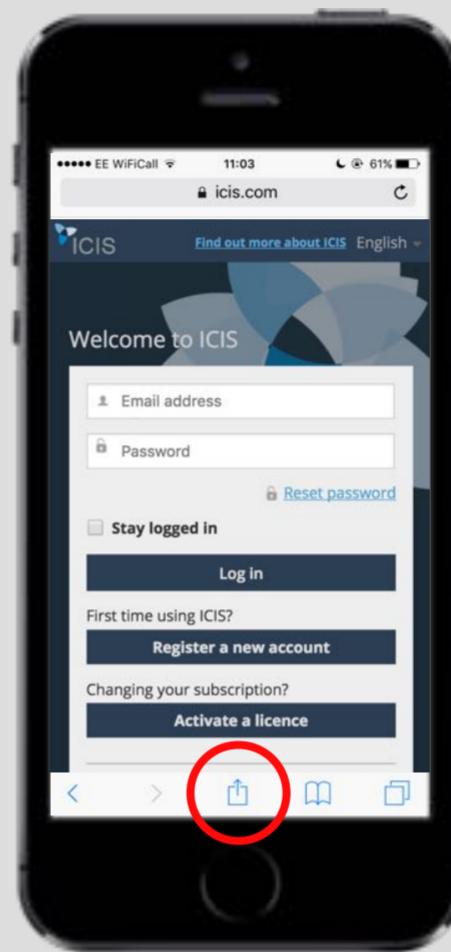 EE WiFiCall 11:03 61%
icis.com
ICIS Find out more about ICIS English
Welcome to ICIS
Email address
Password
Reset password
Stay logged in
Log in
First time using ICIS?
Register a new account
Changing your subscription?
Activate a licence